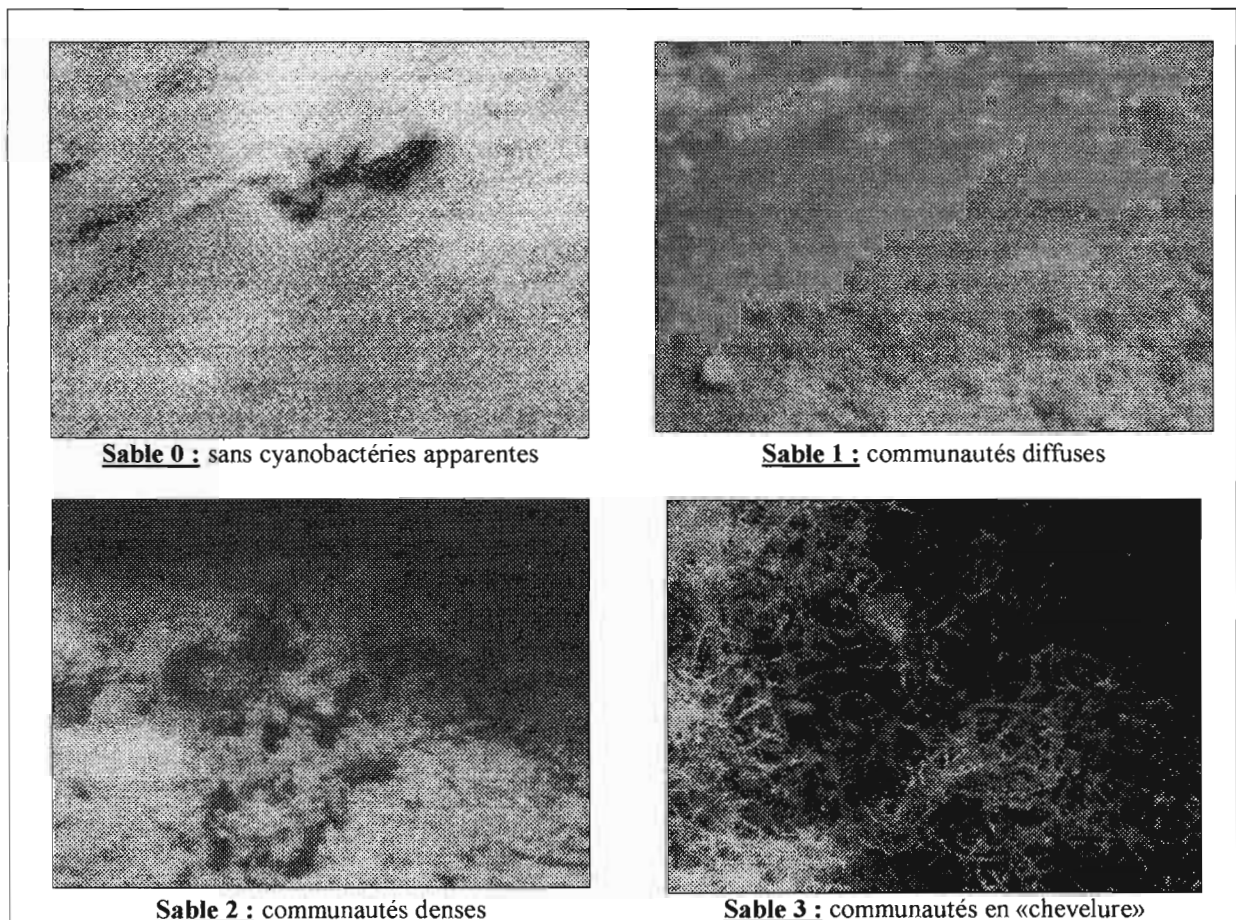 Sable 0 : sans cyanobactéries apparentes
Sable 1 : communautés diffuses
Sable 2 : communautés denses
Sable 3 : communautés en «chevelure»